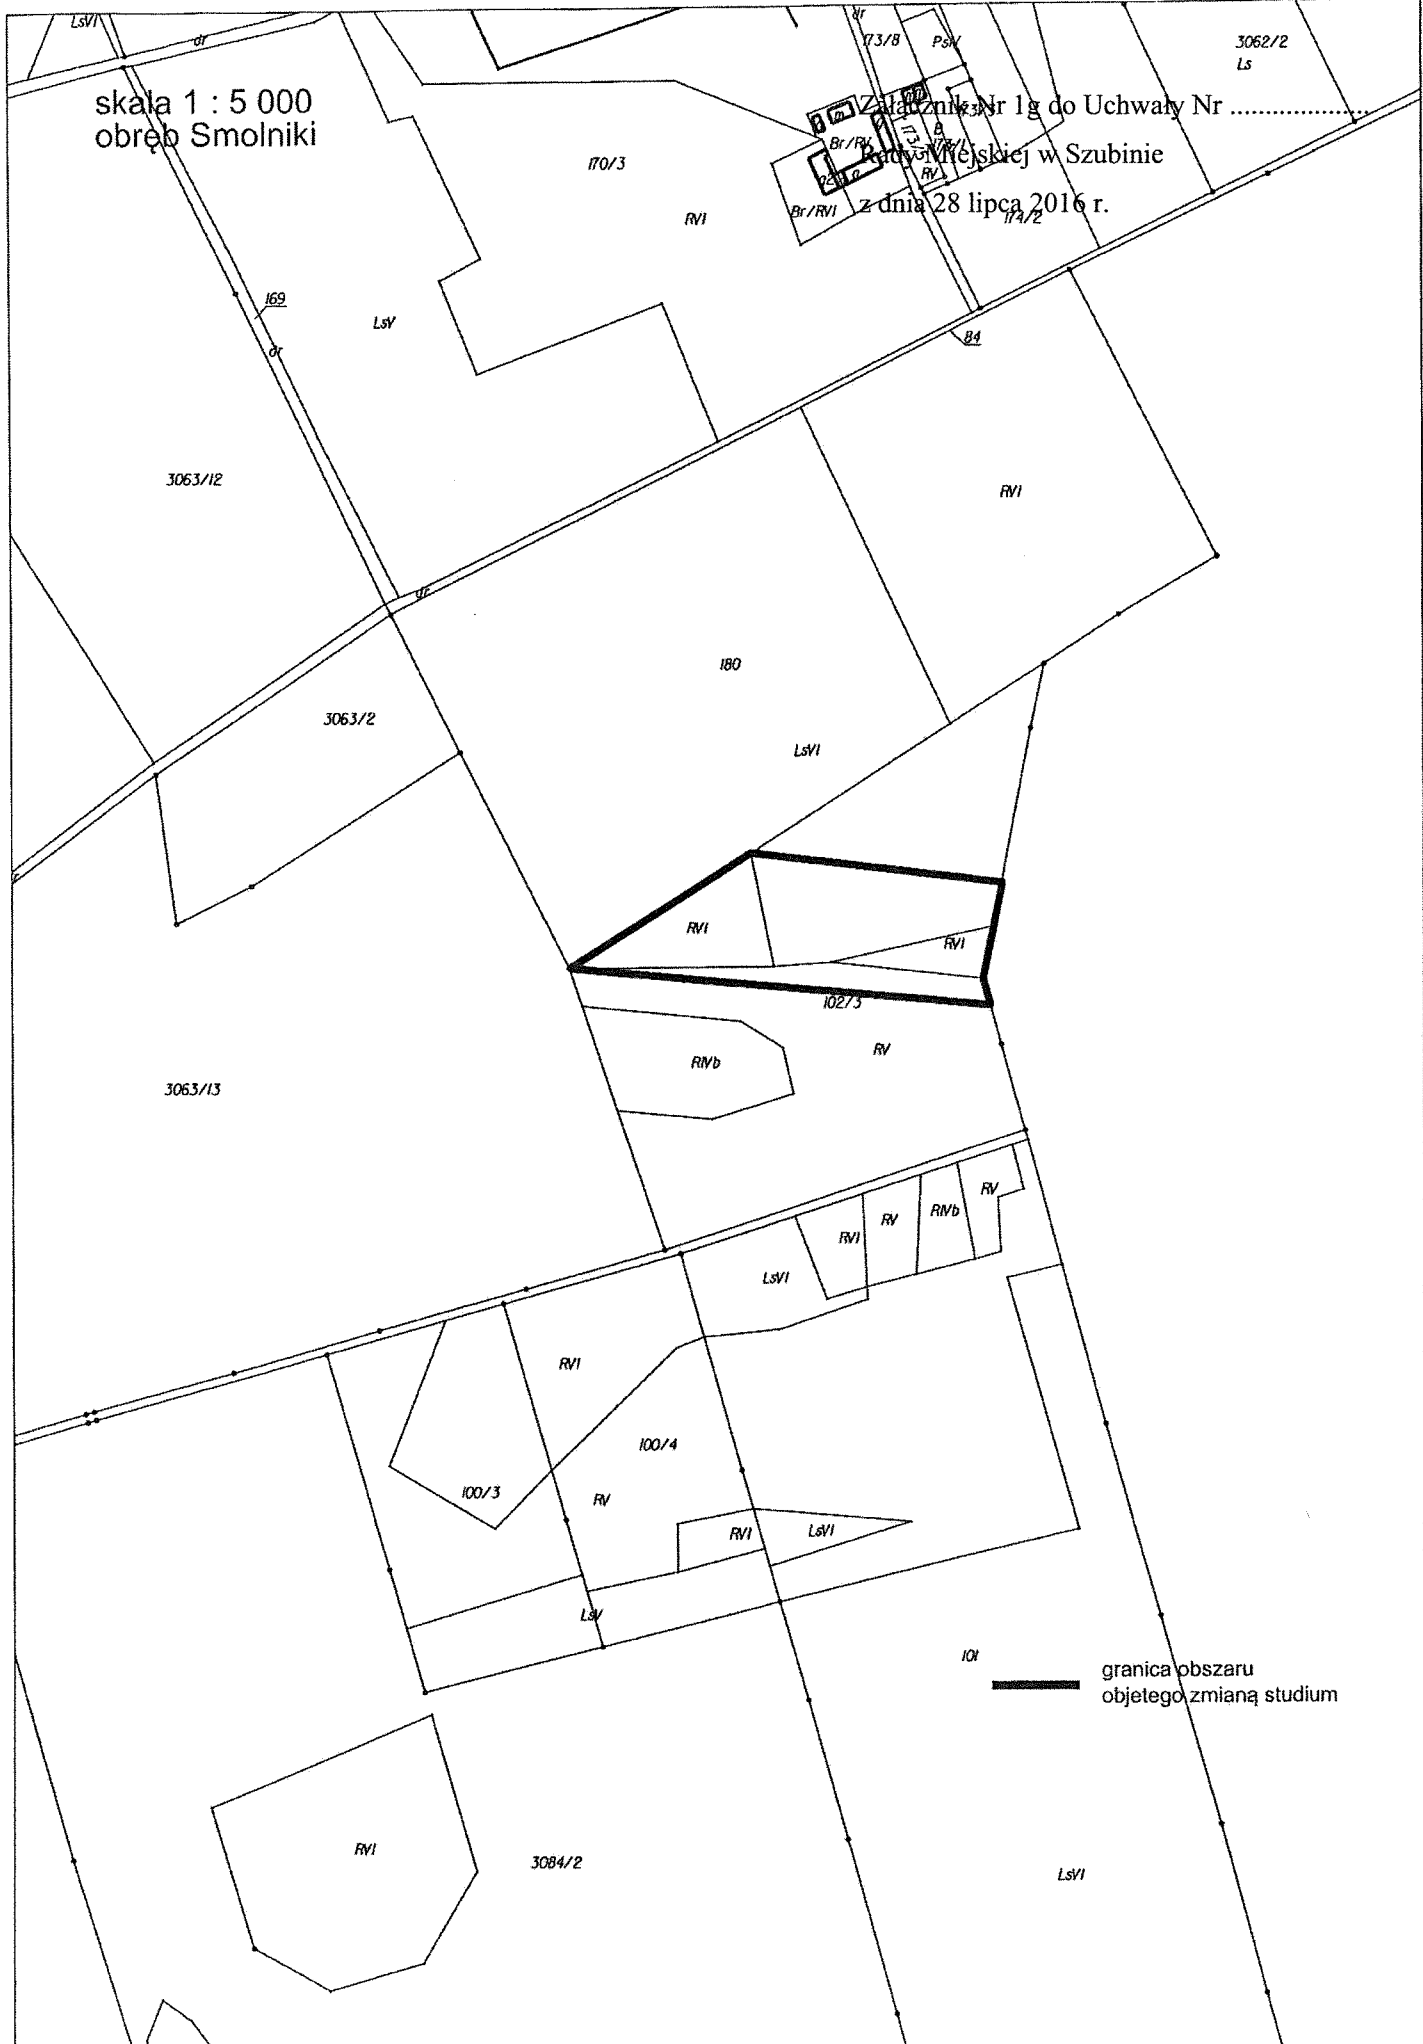 LsVI
dr
dr
173/8
PsIV
3062/2
Ls
skala 1 : 5 000
obręb Smolniki
Załącznik Nr 1g do Uchwały Nr ....................
Rady Miejskiej w Szubinie
z dnia 28 lipca 2016 r.
170/3
Br/RV
B
RV
Br/RVI
174/2
RVI
169
LsV
dr
84
3063/12
RVI
dr
180
3063/2
LsVI
RVI
RVI
102/3
RV
RIVb
3063/13
RV
RIVb
RV
RVI
LsVI
RVI
100/4
100/3
RV
RVI
LsVI
LsV
101
granica obszaru
objetego zmianą studium
RVI
3084/2
LsVI